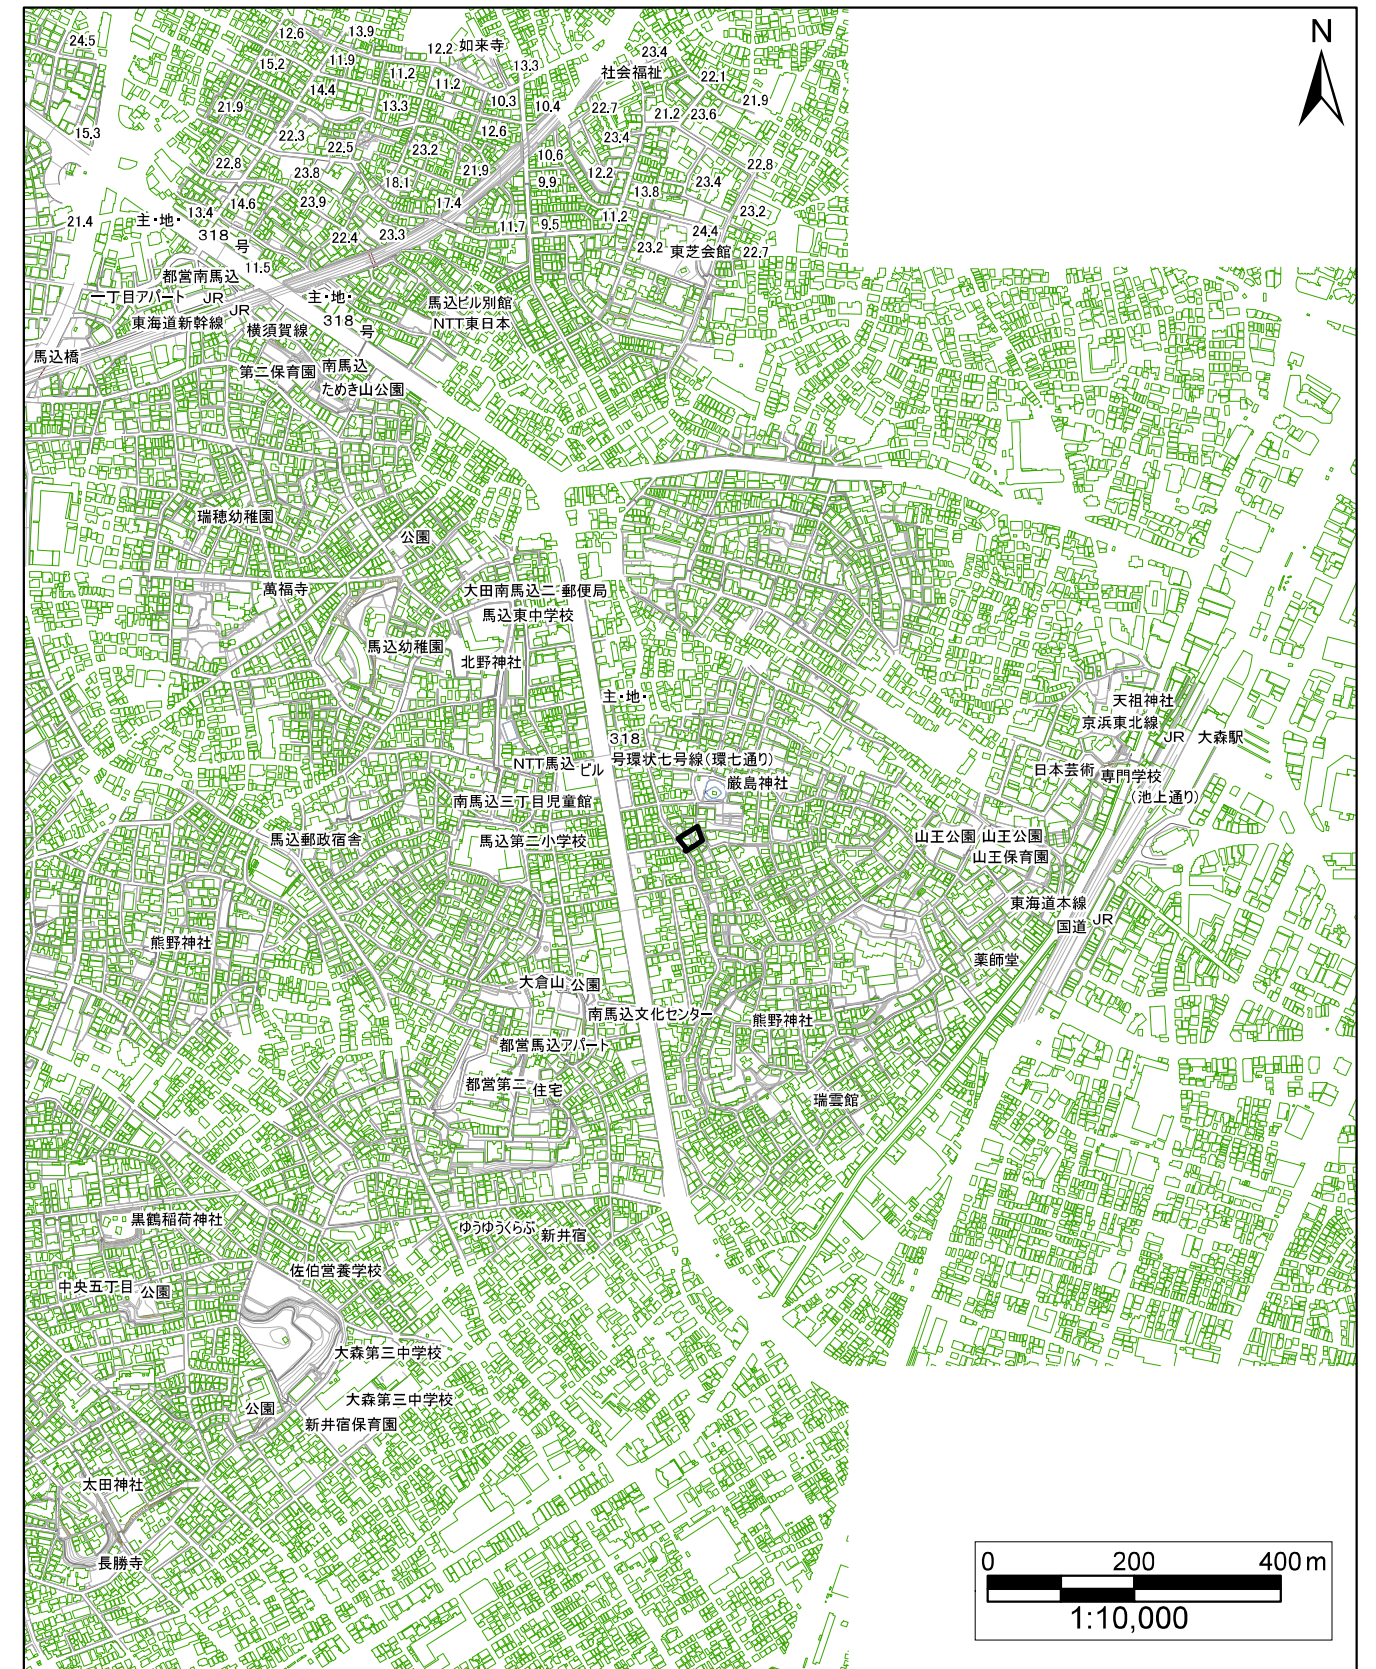 N
24.5
12.6
13.9
12.2
如来寺
15.2
11.9
11.2
11.2
13.3
23.4
社会福祉
22.1
14.4
21.9
13.3
10.3
10.4
22.7
21.9
21.2
23.6
15.3
22.3
22.5
12.6
23.4
23.2
10.6
22.8
23.8
21.9
12.2
22.8
18.1
9.9
13.8
23.4
14.6
23.9
17.4
13.4
11.2
23.2
21.4
主・地・
11.7
9.5
318
号
22.4
23.3
24.4
23.2
東芝会館
22.7
11.5
都営南馬込
一丁目アパート
JR
主・地・
馬込ビル別館
JR
318
号
NTT東日本
東海道新幹線
横須賀線
馬込橋
第二保育園
南馬込
ためき山公園
瑞穂幼稚園
公園
萬福寺
大田南馬込二
郵便局
馬込東中学校
馬込幼稚園
北野神社
主・地・
天祖神社
京浜東北線
318
JR
大森駅
号環状七号線(環七通り)
NTT馬込
ビル
日本芸術
専門学校
厳島神社
(池上通り)
南馬込三丁目児童館
馬込郵政宿舎
馬込第二小学校
山王公園
山王公園
山王保育園
東海道本線
国道
JR
熊野神社
薬師堂
大倉山
公園
南馬込文化センター
熊野神社
都営馬込アパート
都営第二
住宅
瑞雲館
黒鶴稲荷神社
ゆうゆうくらぶ
新井宿
佐伯営養学校
中央五丁目
公園
大森第三中学校
大森第三中学校
公園
新井宿保育園
太田神社
長勝寺
0
200
400m
1:10,000